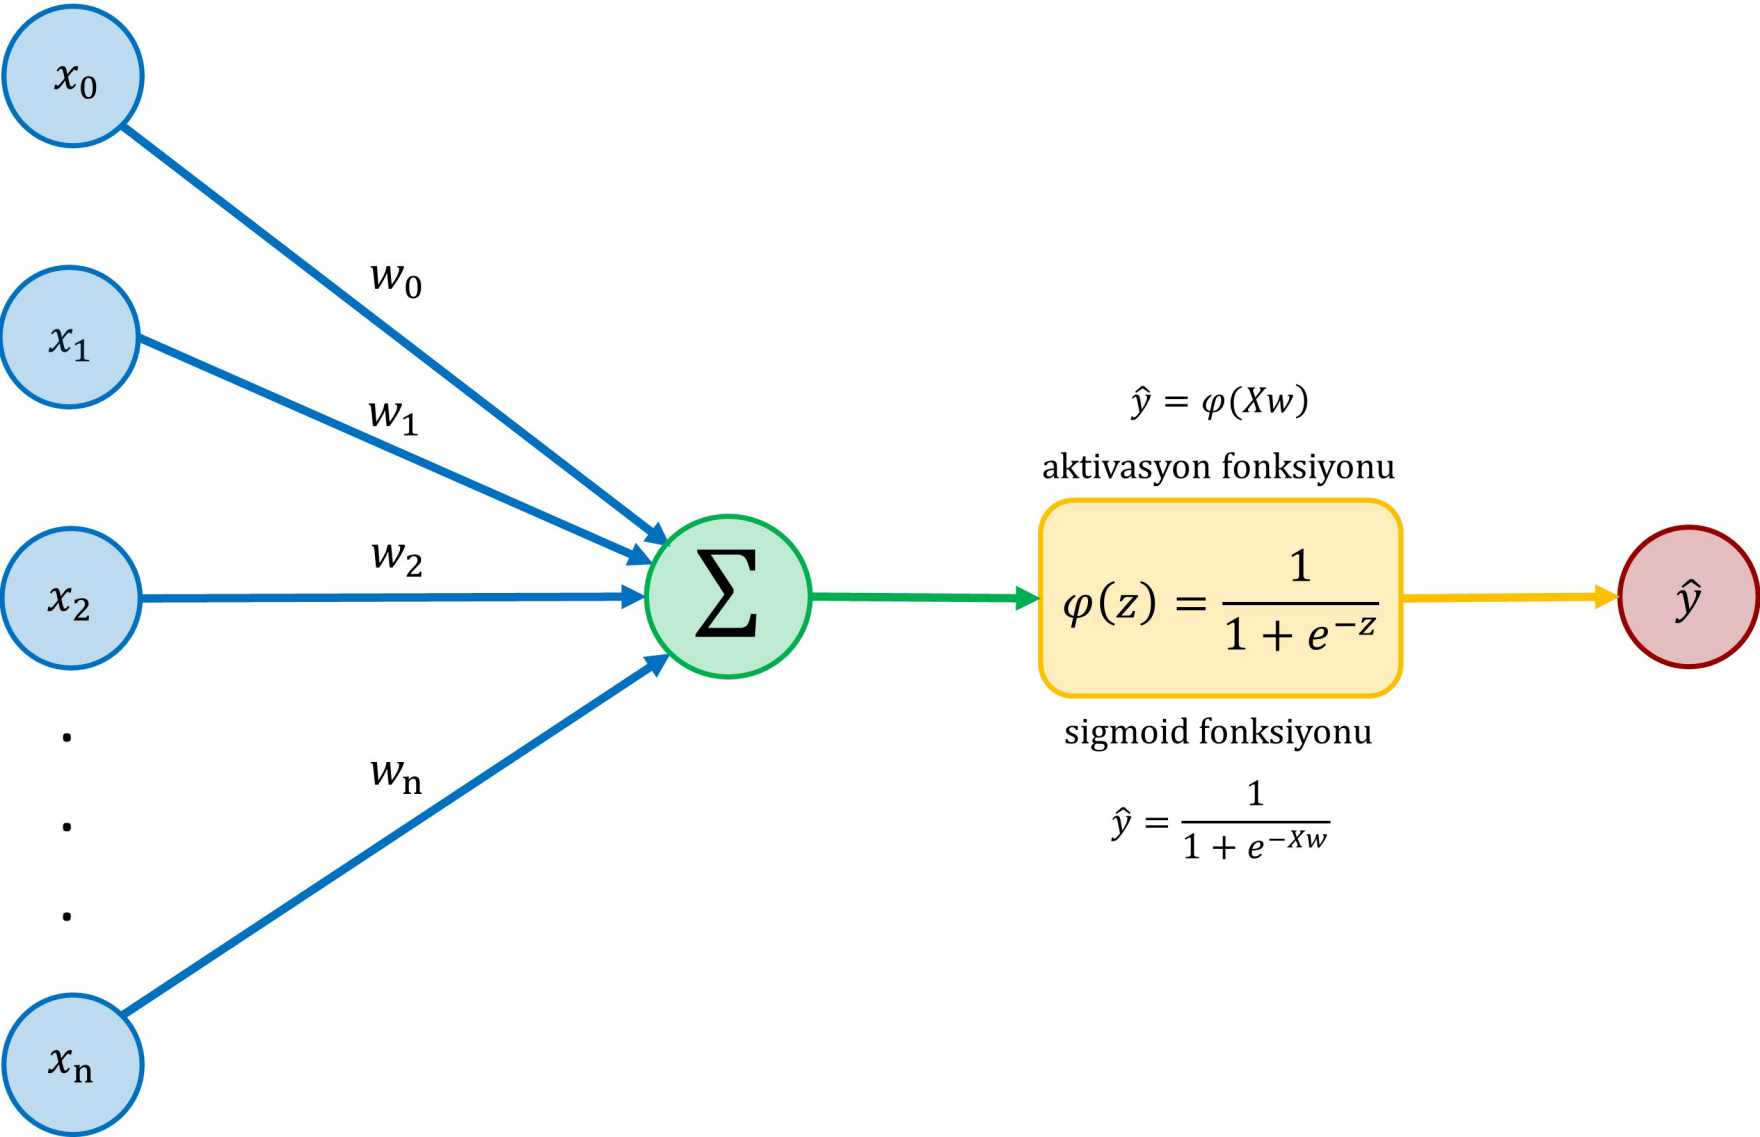 x₀
w₀
x₁
w₁
ŷ = φ(Xw)
aktivasyon fonksiyonu
x₂
w₂
Σ
φ(z) = 1 / (1 + e^−z)
ŷ
sigmoid fonksiyonu
ŷ = 1 / (1 + e^−Xw)
.
.
.
wₙ
xₙ